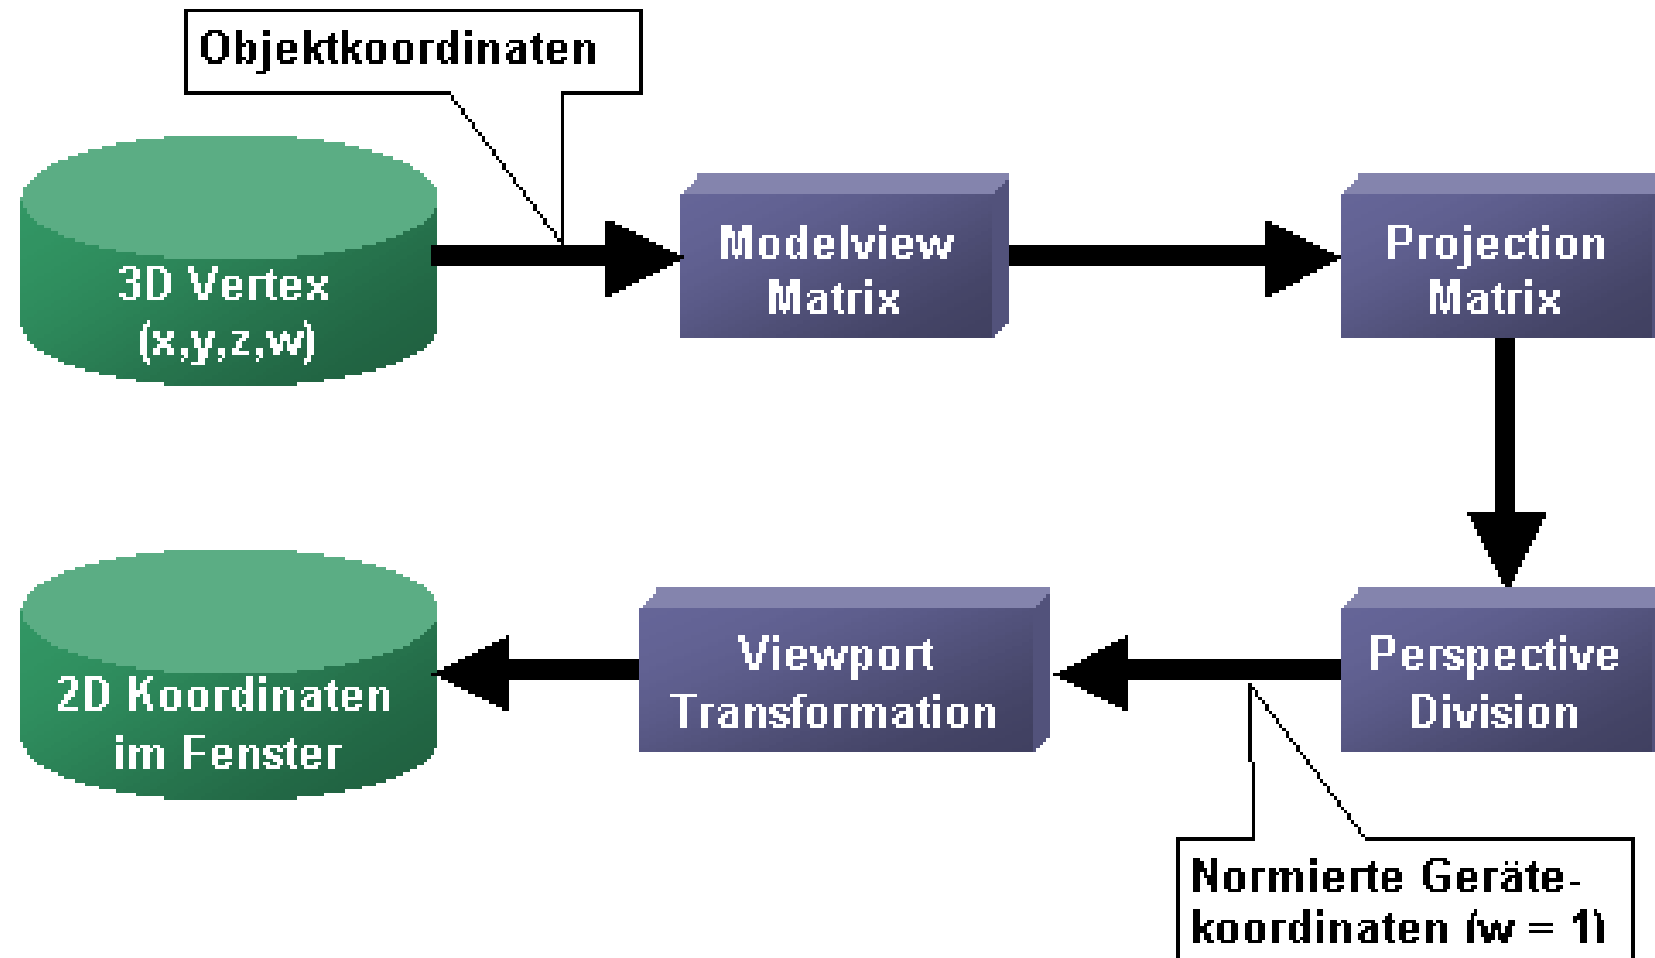 Objektkoordinaten
3D Vertex
(x,y,z,w)
Modelview
Matrix
Projection
Matrix
Perspective
Division
Normierte Geräte-
koordinaten (w = 1)
Viewport
Transformation
2D Koordinaten
im Fenster